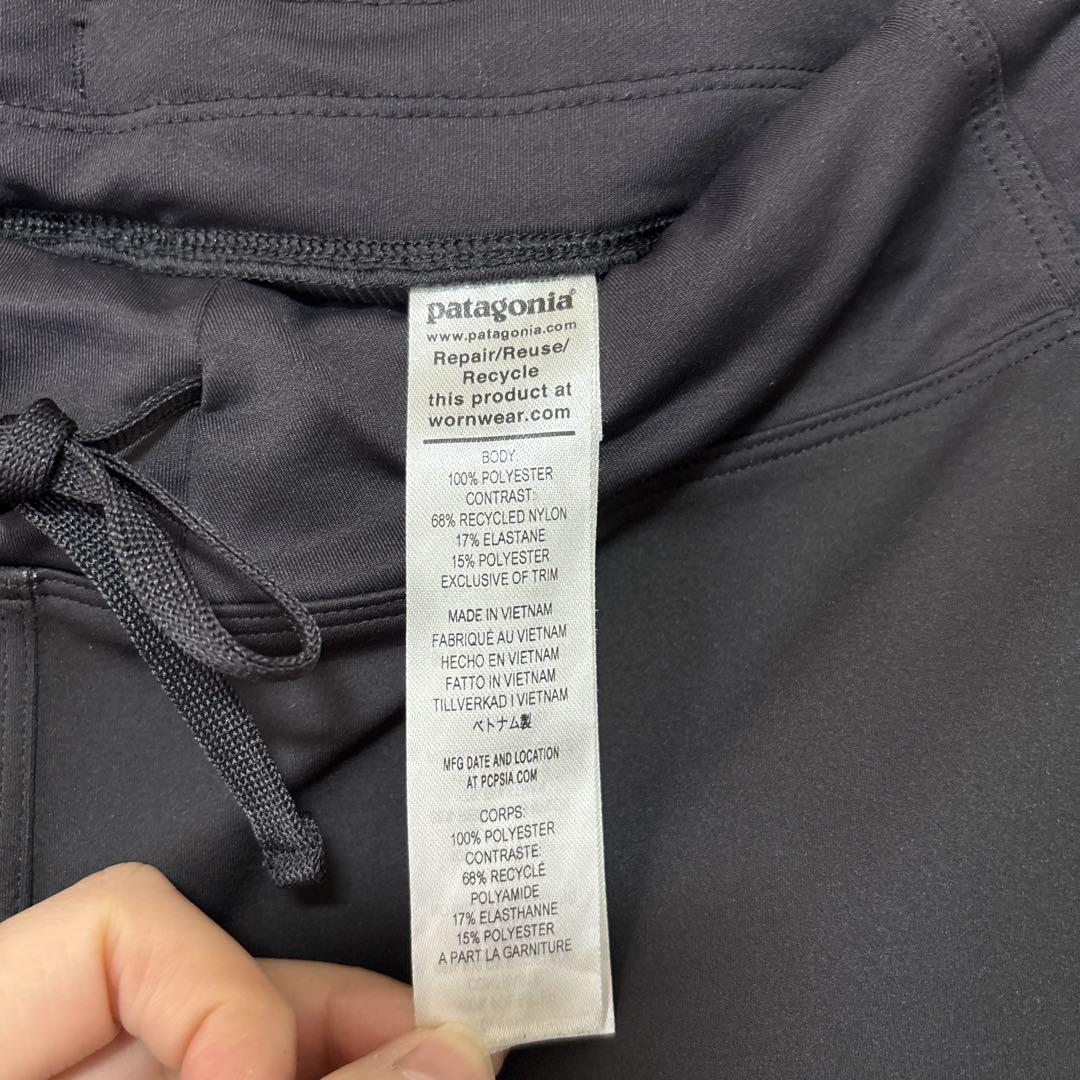 patagonia®
www.patagonia.com
Repair/Reuse/
Recycle
this product at
wornwear.com
BODY:
100% POLYESTER
CONTRAST:
68% RECYCLED NYLON
17% ELASTANE
15% POLYESTER
EXCLUSIVE OF TRIM
MADE IN VIETNAM
FABRIQUÉ AU VIETNAM
HECHO EN VIETNAM
FATTO IN VIETNAM
TILLVERKAD I VIETNAM
ベトナム製
MFG DATE AND LOCATION
AT PCPSIA.COM
CORPS:
100% POLYESTER
CONTRASTE:
68% RECYCLÉ
POLYAMIDE
17% ELASTHANNE
15% POLYESTER
A PART LA GARNITURE